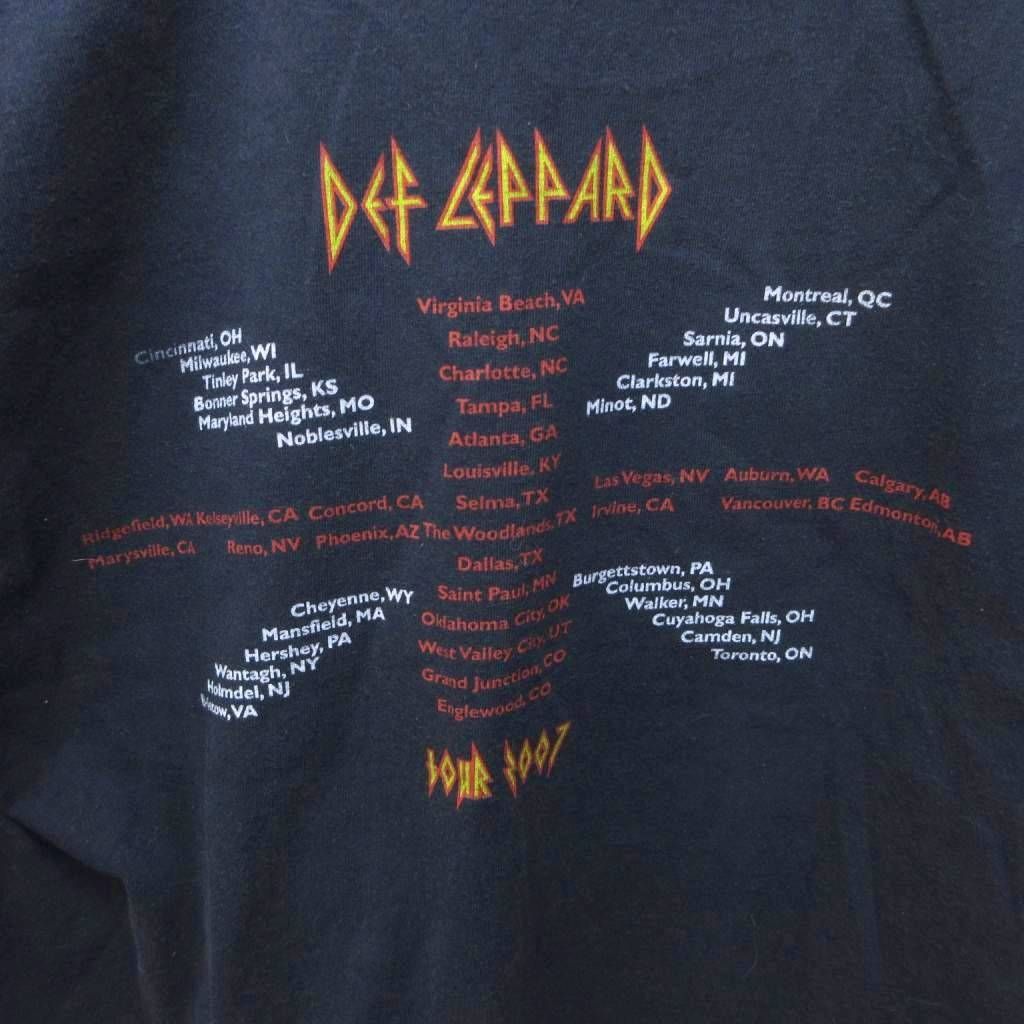 DEF LEPPARD
Cincinnati, OH
Milwaukee, WI
Tinley Park, IL
Bonner Springs, KS
Maryland Heights, MO
Noblesville, IN
Virginia Beach, VA
Raleigh, NC
Charlotte, NC
Tampa, FL
Atlanta, GA
Louisville, KY
Selma, TX
The Woodlands, TX
Dallas, TX
Saint Paul, MN
Oklahoma City, OK
West Valley City, UT
Grand Junction, CO
Englewood, CO
Montreal, QC
Uncasville, CT
Sarnia, ON
Farwell, MI
Clarkston, MI
Minot, ND
Ridgefield, WA Kelseyville, CA Concord, CA
Marysville, CA Reno, NV Phoenix, AZ
Las Vegas, NV Auburn, WA Calgary, AB
Irvine, CA Vancouver, BC Edmonton, AB
Cheyenne, WY
Mansfield, MA
Hershey, PA
Wantagh, NY
Holmdel, NJ
VA
Burgettstown, PA
Columbus, OH
Walker, MN
Cuyahoga Falls, OH
Camden, NJ
Toronto, ON
TOUR 2007